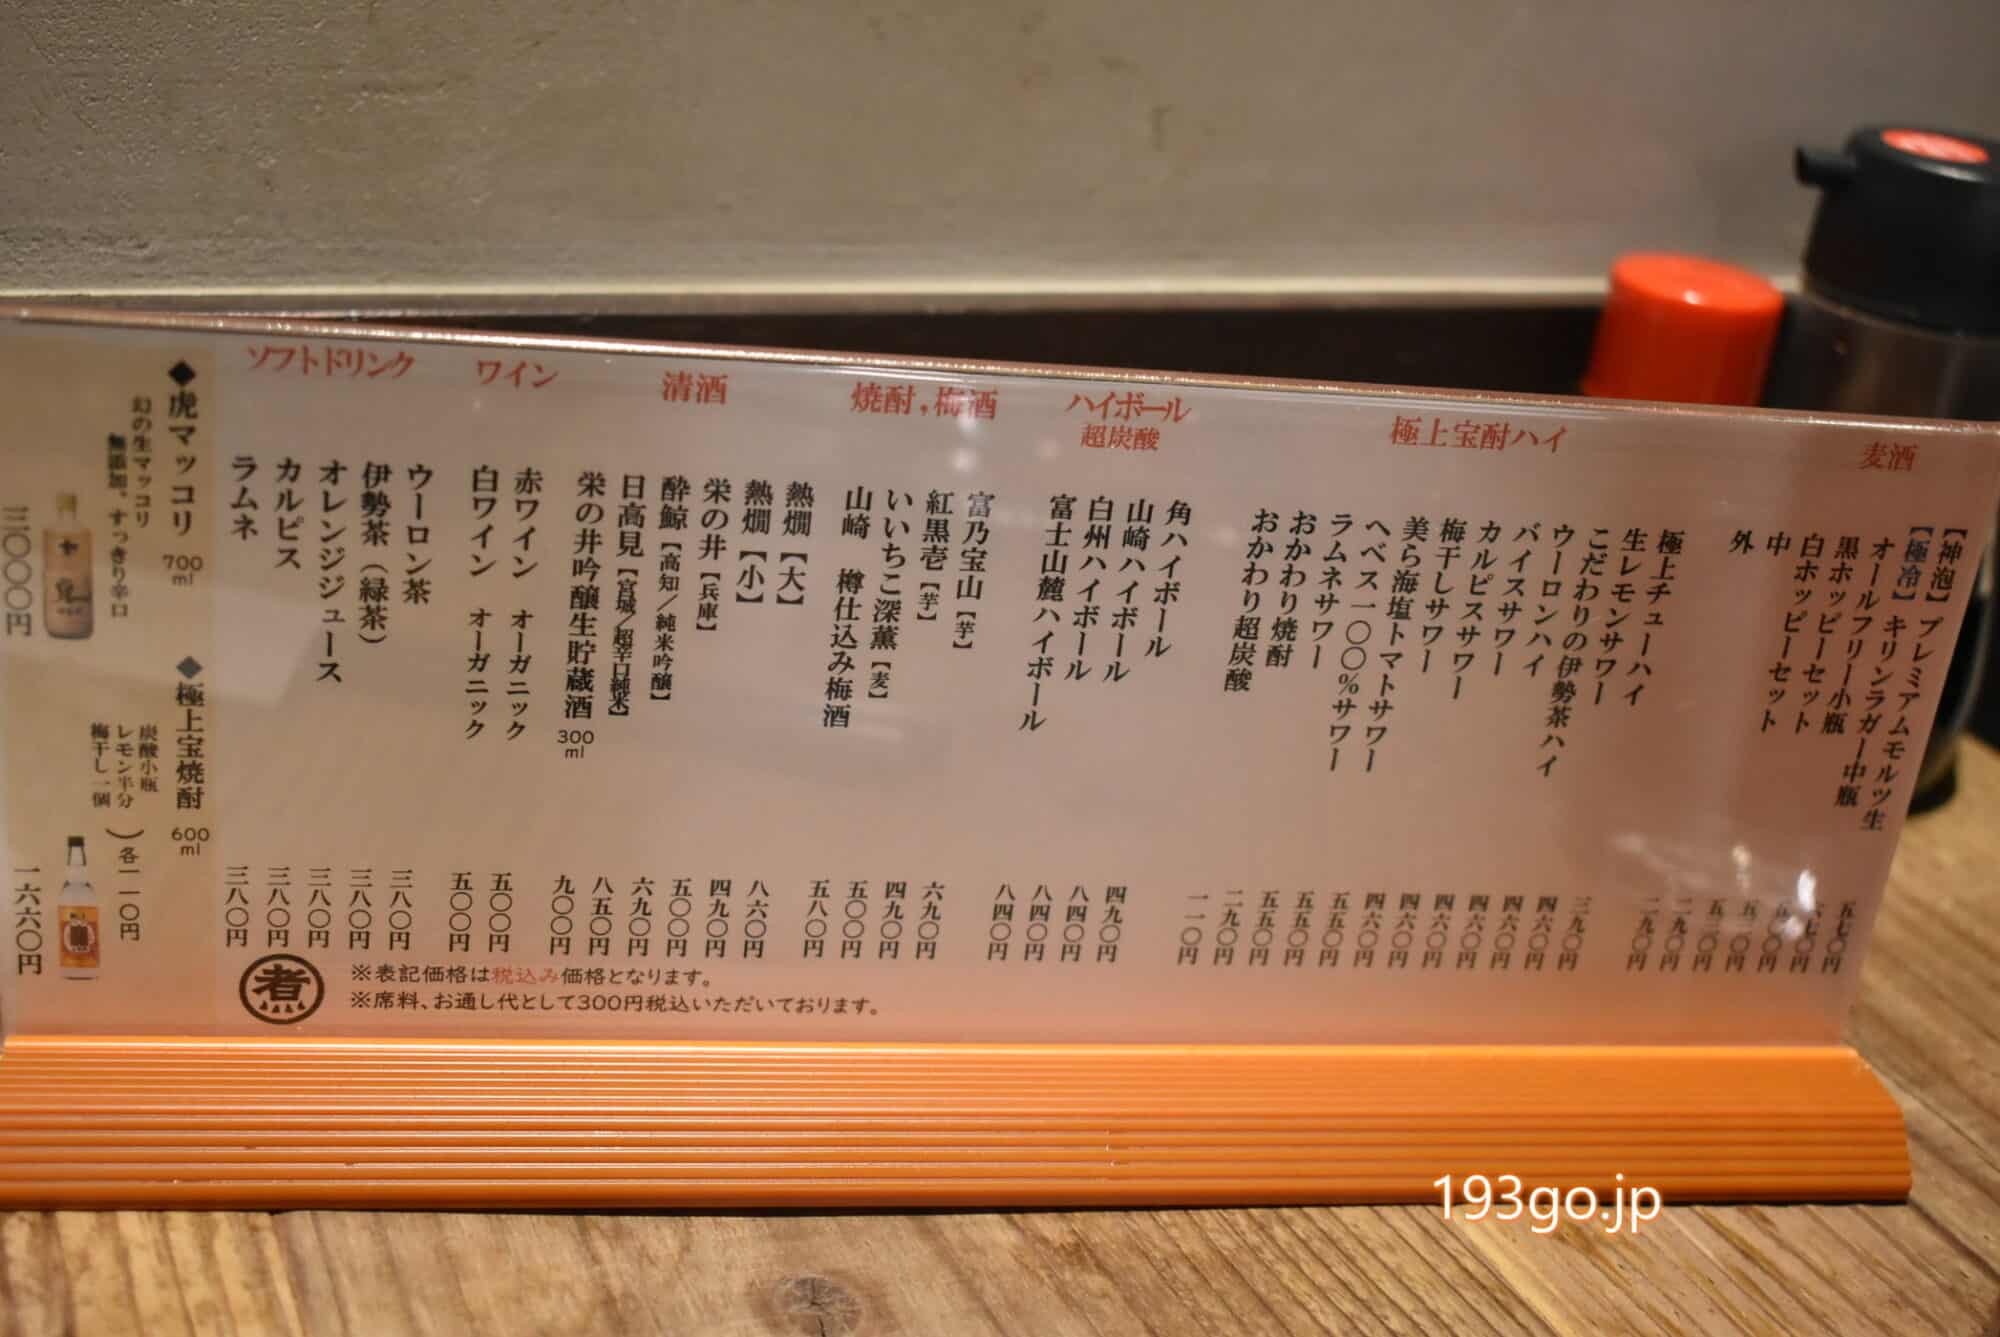 麦酒
【神泡】プレミアムモルツ生 五七〇円
【極冷】キリンラガー中瓶 六七〇円
オールフリー小瓶
黒ホッピーセット
白ホッピーセット
中 二九〇円
外 二九〇円
極上宝酎ハイ
極上チューハイ 三九〇円
生レモンサワー 四六〇円
こだわりの伊勢茶ハイ 四六〇円
ウーロンハイ 四六〇円
バイスサワー 四六〇円
カルピスサワー 四六〇円
梅干しサワー 四六〇円
美ら海塩トマトサワー 五五〇円
ヘベス一〇〇%サワー 五五〇円
ラムネサワー 五五〇円
おかわり焼酎 二九〇円
おかわり超炭酸 一一〇円
ハイボール
超炭酸
角ハイボール 四九〇円
山崎ハイボール 八四〇円
白州ハイボール 八四〇円
富士山麓ハイボール 八四〇円
焼酎,梅酒
富乃宝山【芋】 六九〇円
紅黒壱【芋】 四九〇円
いいちこ深薫【麦】 五〇〇円
山崎 樽仕込み梅酒 五八〇円
清酒
熱燗【大】 八六〇円
熱燗【小】 四九〇円
栄の井【兵庫】 五〇〇円
酔鯨【高知/純米吟醸】 六九〇円
日高見【宮城/超辛口純米】 八五〇円
栄の井吟醸生貯蔵酒 300ml 九〇〇円
ワイン
赤ワイン オーガニック 五〇〇円
白ワイン オーガニック 五〇〇円
ソフトドリンク
ウーロン茶 三八〇円
伊勢茶(緑茶) 三八〇円
オレンジジュース 三八〇円
カルピス 三八〇円
ラムネ 三八〇円
◆虎マッコリ 700ml
幻の生マッコリ
無添加、すっきり辛口
三〇〇〇円
◆極上宝焼酎 600ml
炭酸小瓶
レモン半分
梅干し一個
)各一一〇円
一六六〇円
者
※表記価格は税込み価格となります。
※席料、お通し代として300円税込いただいております。
193go.jp